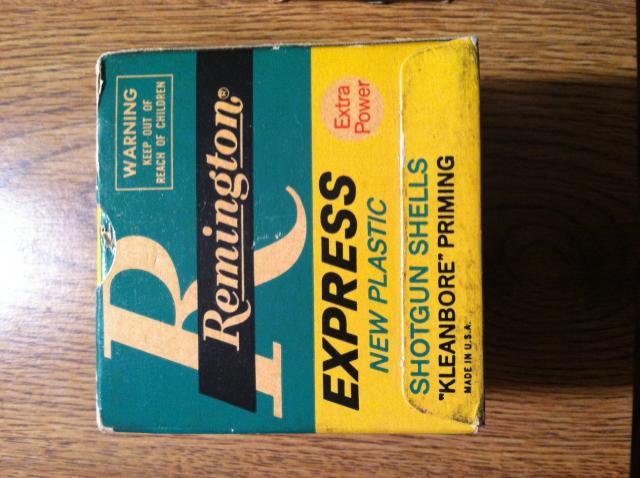 WARNING
KEEP OUT OF
REACH OF CHILDREN
R
Remington®
Extra
Power
EXPRESS
NEW PLASTIC
SHOTGUN SHELLS
"KLEANBORE" PRIMING
MADE IN U.S.A.